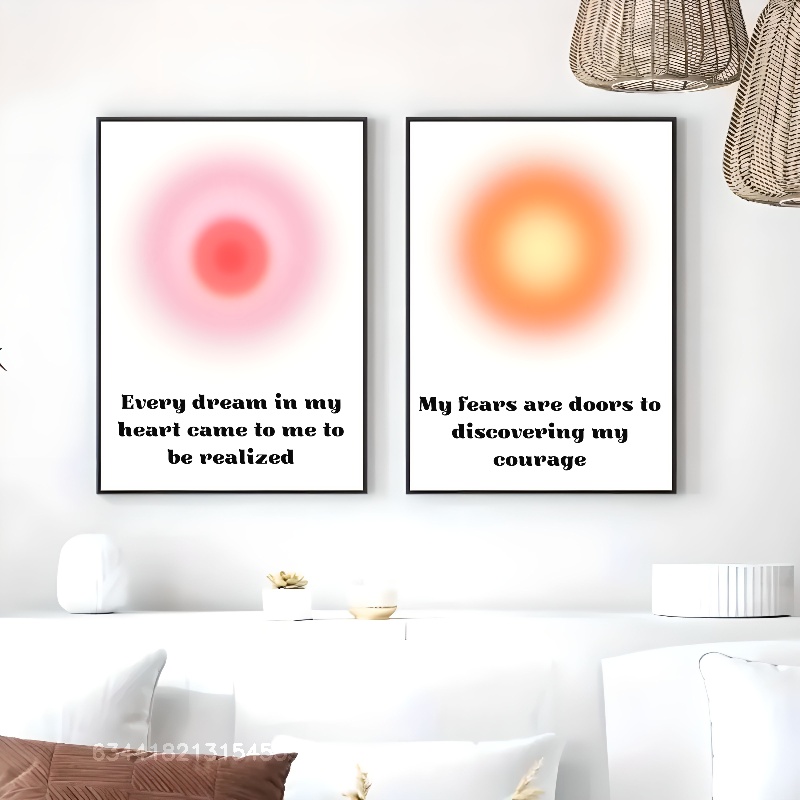 Every dream in my
heart came to me to
be realized
My fears are doors to
discovering my
courage